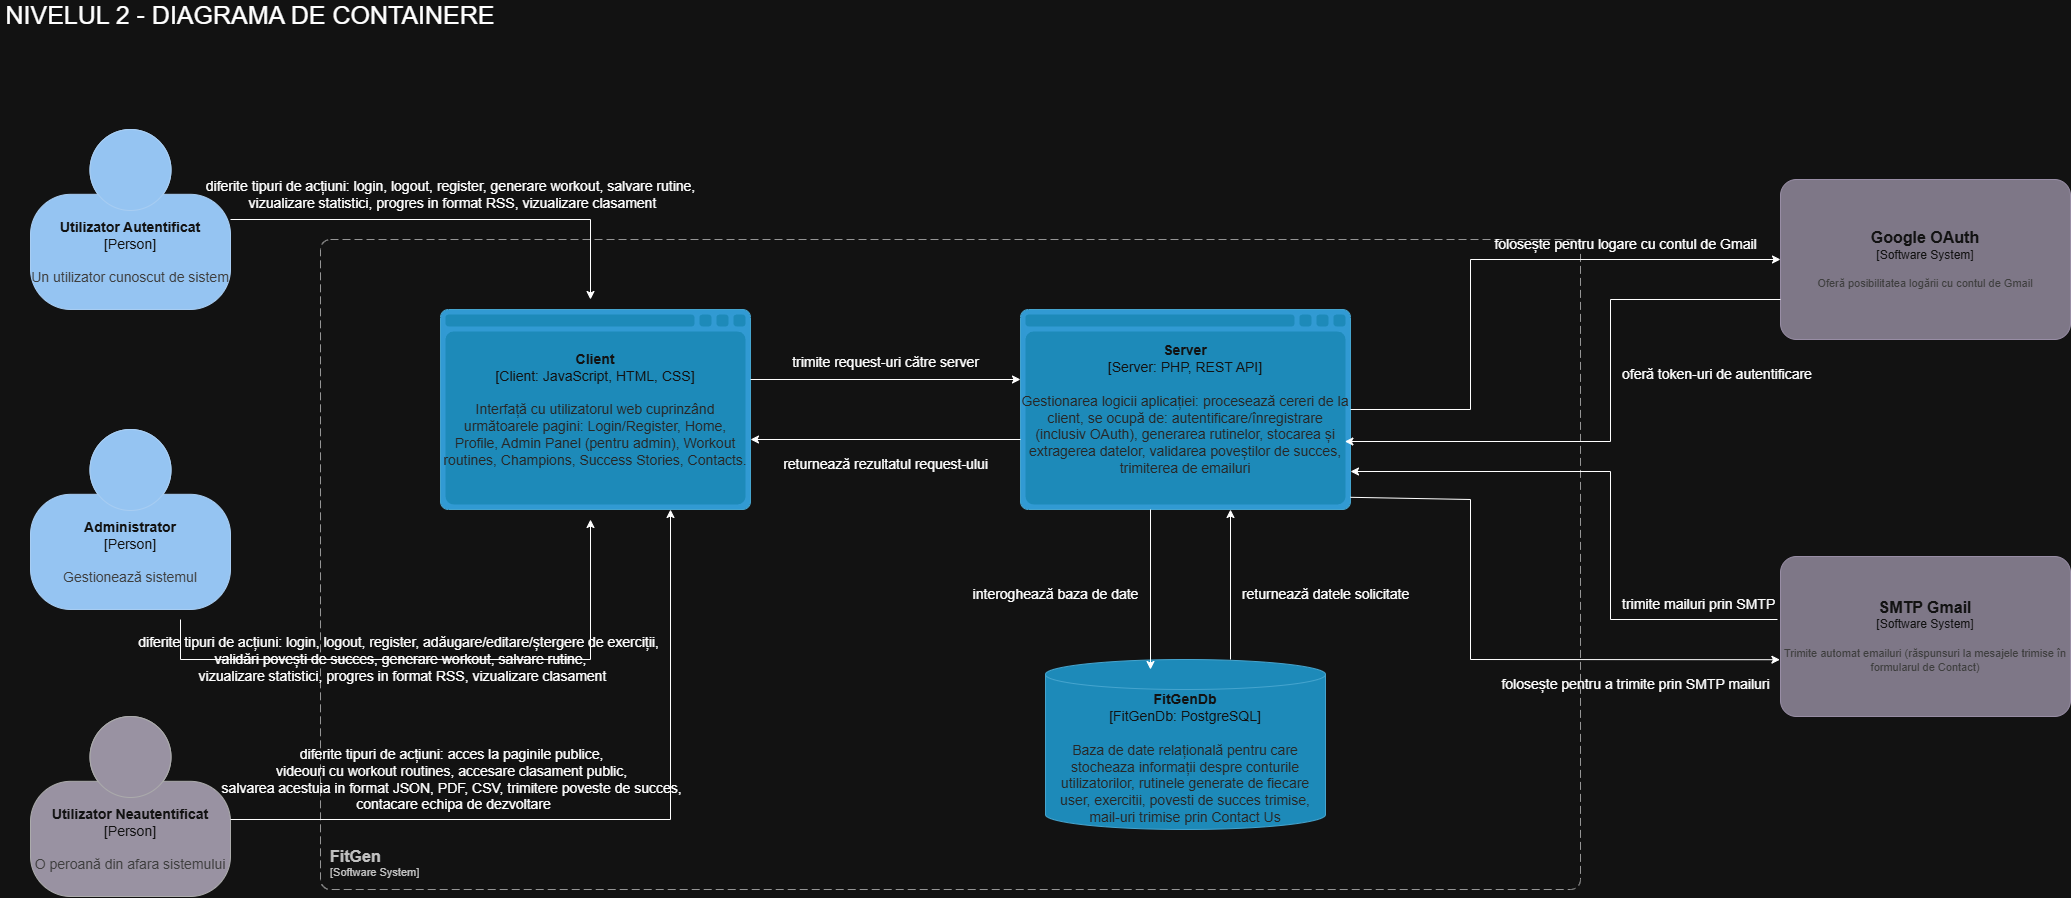 NIVELUL 2 - DIAGRAMA DE CONTAINERE
diferite tipuri de acțiuni: login, logout, register, generare workout, salvare rutine,
vizualizare statistici, progres in format RSS, vizualizare clasament
Utilizator Autentificat
[Person]
Un utilizator cunoscut de sistem
folosește pentru logare cu contul de Gmail
Google OAuth
[Software System]
Oferă posibilitatea logării cu contul de Gmail
Client
[Client: JavaScript, HTML, CSS]
Interfață cu utilizatorul web cuprinzând
următoarele pagini: Login/Register, Home,
Profile, Admin Panel (pentru admin), Workout
routines, Champions, Success Stories, Contacts.
trimite request-uri către server
returnează rezultatul request-ului
Server
[Server: PHP, REST API]
Gestionarea logicii aplicației: procesează cereri de la
client, se ocupă de: autentificare/înregistrare
(inclusiv OAuth), generarea rutinelor, stocarea și
extragerea datelor, validarea poveștilor de succes,
trimiterea de emailuri
oferă token-uri de autentificare
Administrator
[Person]
Gestionează sistemul
interoghează baza de date
returnează datele solicitate
trimite mailuri prin SMTP
SMTP Gmail
[Software System]
Trimite automat emailuri (răspunsuri la mesajele trimise în
formularul de Contact)
folosește pentru a trimite prin SMTP mailuri
diferite tipuri de acțiuni: login, logout, register, adăugare/editare/ștergere de exerciții,
validări povești de succes, generare workout, salvare rutine,
vizualizare statistici, progres in format RSS, vizualizare clasament
FitGenDb
[FitGenDb: PostgreSQL]
Baza de date relațională pentru care
stocheaza informații despre conturile
utilizatorilor, rutinele generate de fiecare
user, exercitii, povesti de succes trimise,
mail-uri trimise prin Contact Us
diferite tipuri de acțiuni: acces la paginile publice,
videouri cu workout routines, accesare clasament public,
salvarea acestuia in format JSON, PDF, CSV, trimitere poveste de succes,
contacare echipa de dezvoltare
Utilizator Neautentificat
[Person]
O peroană din afara sistemului
FitGen
[Software System]